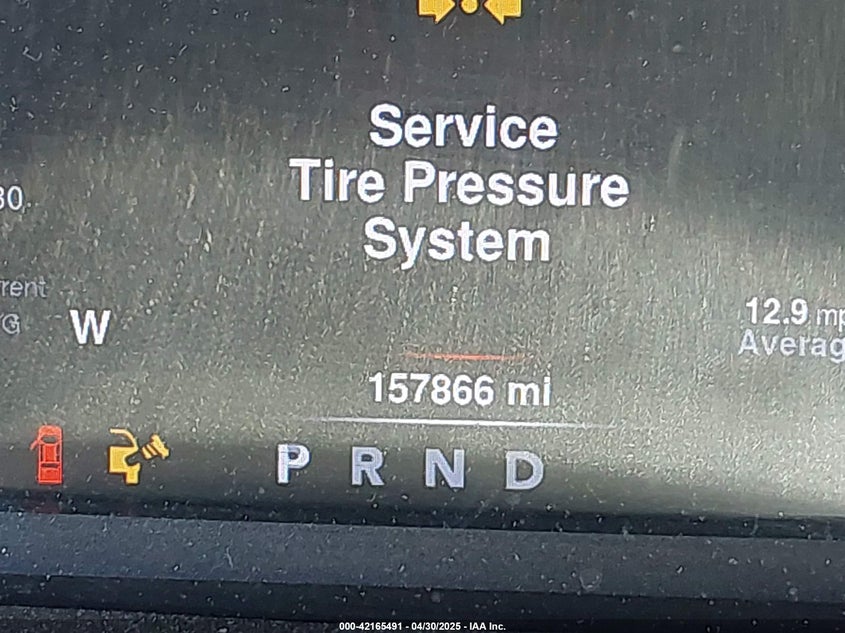 Service
Tire Pressure
System
W
12.9
157866 mi
P R N D
000-42165491 - 04/30/2025 - IAA Inc.